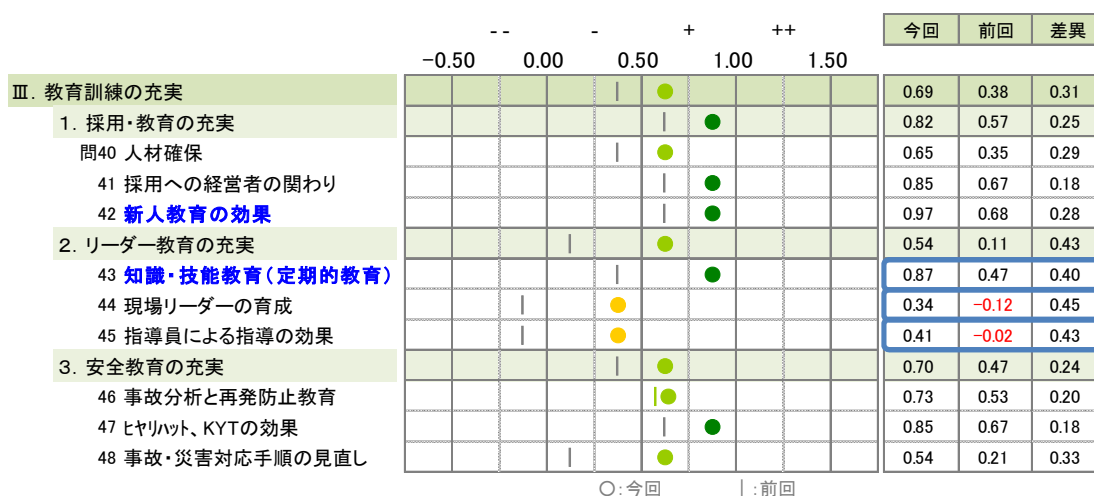 -- - + ++ 今回 前回 差異
-0.50 0.00 0.50 1.00 1.50
Ⅲ. 教育訓練の充実 0.69 0.38 0.31
1. 採用・教育の充実 0.82 0.57 0.25
問40 人材確保 0.65 0.35 0.29
41 採用への経営者の関わり 0.85 0.67 0.18
42 新人教育の効果 0.97 0.68 0.28
2. リーダー教育の充実 0.54 0.11 0.43
43 知識・技能教育(定期的教育) 0.87 0.47 0.40
44 現場リーダーの育成 0.34 -0.12 0.45
45 指導員による指導の効果 0.41 -0.02 0.43
3. 安全教育の充実 0.70 0.47 0.24
46 事故分析と再発防止教育 0.73 0.53 0.20
47 ヒヤリハット、KYTの効果 0.85 0.67 0.18
48 事故・災害対応手順の見直し 0.54 0.21 0.33
○:今回 |:前回